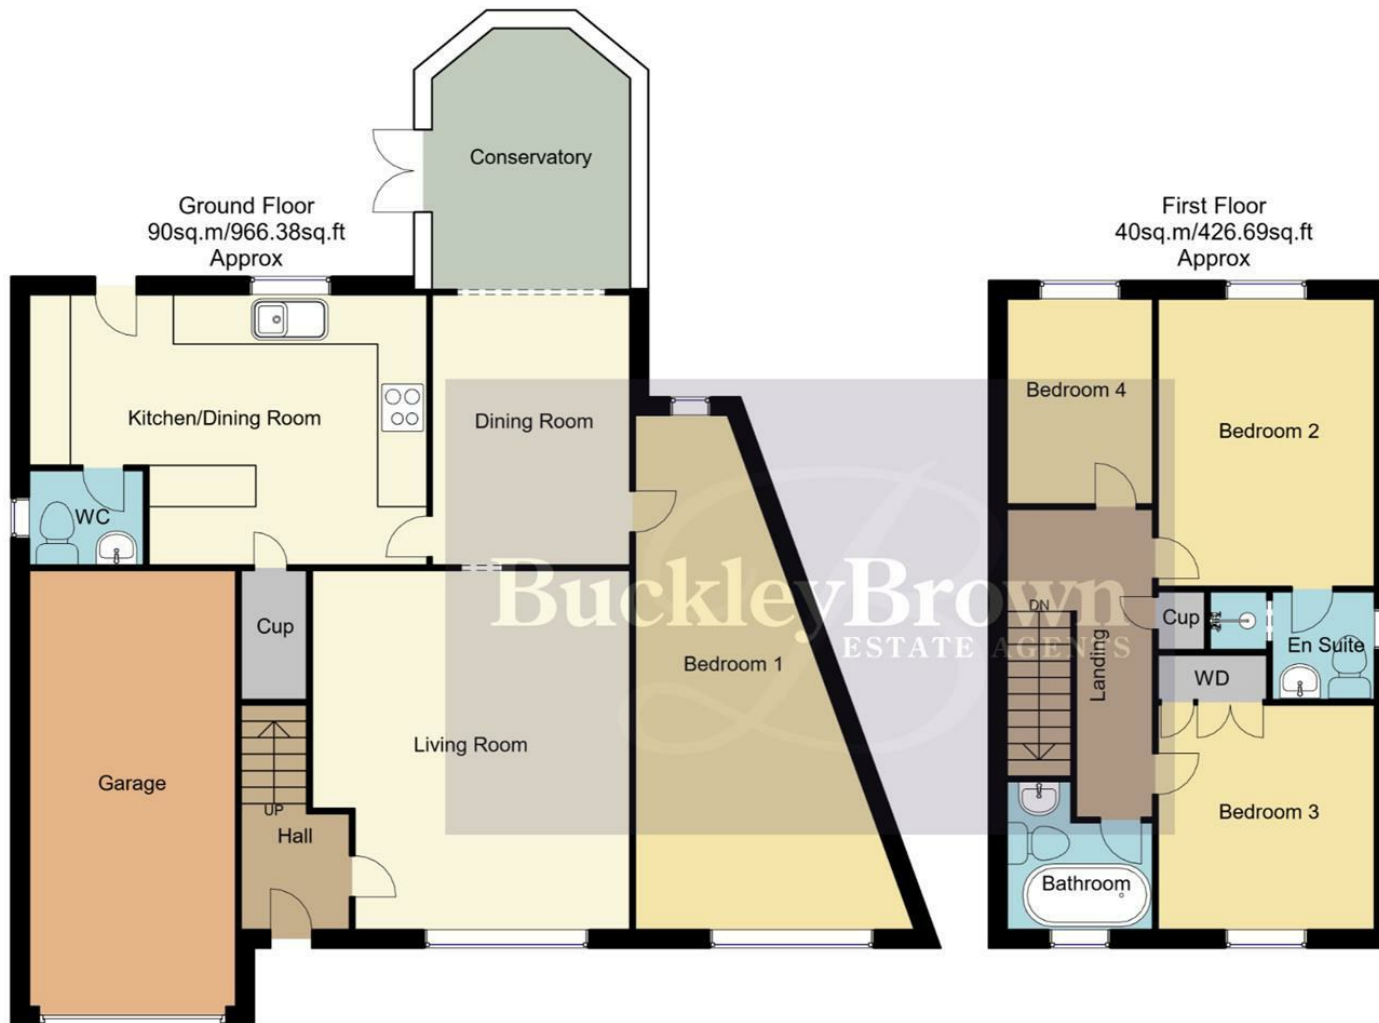 Conservatory
Ground Floor
90sq.m/966.38sq.ft
Approx
Kitchen/Dining Room
Dining Room
WC
Cup
Living Room
Bedroom 1
Garage
UP
Hall
BuckleyBrown
ESTATE AGENTS
First Floor
40sq.m/426.69sq.ft
Approx
Bedroom 4
Bedroom 2
DN
Landing
Cup
En Suite
WD
Bedroom 3
Bathroom